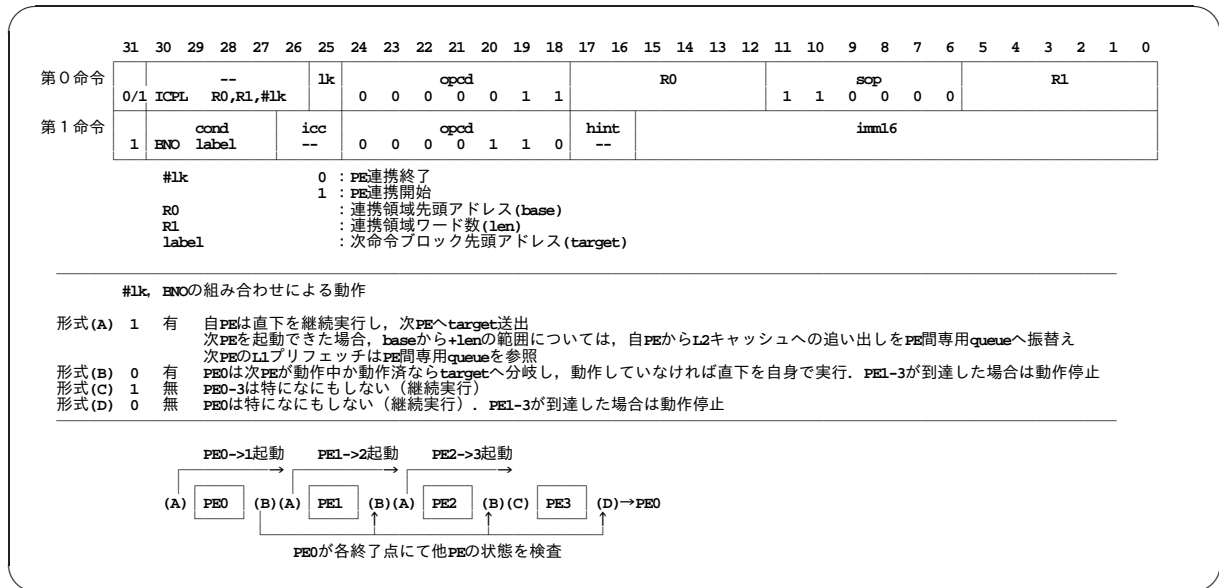 31 30 29 28 27 26 25 24 23 22 21 20 19 18 17 16 15 14 13 12 11 10 9 8 7 6 5 4 3 2 1 0
第０命令 -- lk opcd R0 sop R1
0/1 ICPL R0,R1,#lk 0 0 0 0 0 1 1 1 1 0 0 0 0
第１命令 cond icc opcd hint imm16
1 BNO label -- 0 0 0 0 1 1 0 --
#lk 0 : PE連携終了
1 : PE連携開始
R0 : 連携領域先頭アドレス(base)
R1 : 連携領域ワード数(len)
label : 次命令ブロック先頭アドレス(target)
#lk, BNOの組み合わせによる動作
形式(A) 1 有 自PEは直下を継続実行し，次PEへtarget送出
次PEを起動できた場合，baseから+lenの範囲については，自PEからL2キャッシュへの追い出しをPE間専用queueへ振替え
次PEのL1プリフェッチはPE間専用queueを参照
形式(B) 0 有 PE0は次PEが動作中か動作済ならtargetへ分岐し，動作していなければ直下を自身で実行．PE1-3が到達した場合は動作停止
形式(C) 1 無 PE0-3は特になにもしない（継続実行）
形式(D) 0 無 PE0は特になにもしない（継続実行）．PE1-3が到達した場合は動作停止
PE0->1起動 PE1->2起動 PE2->3起動
(A) PE0 (B)(A) PE1 (B)(A) PE2 (B)(C) PE3 (D)→PE0
PE0が各終了点にて他PEの状態を検査